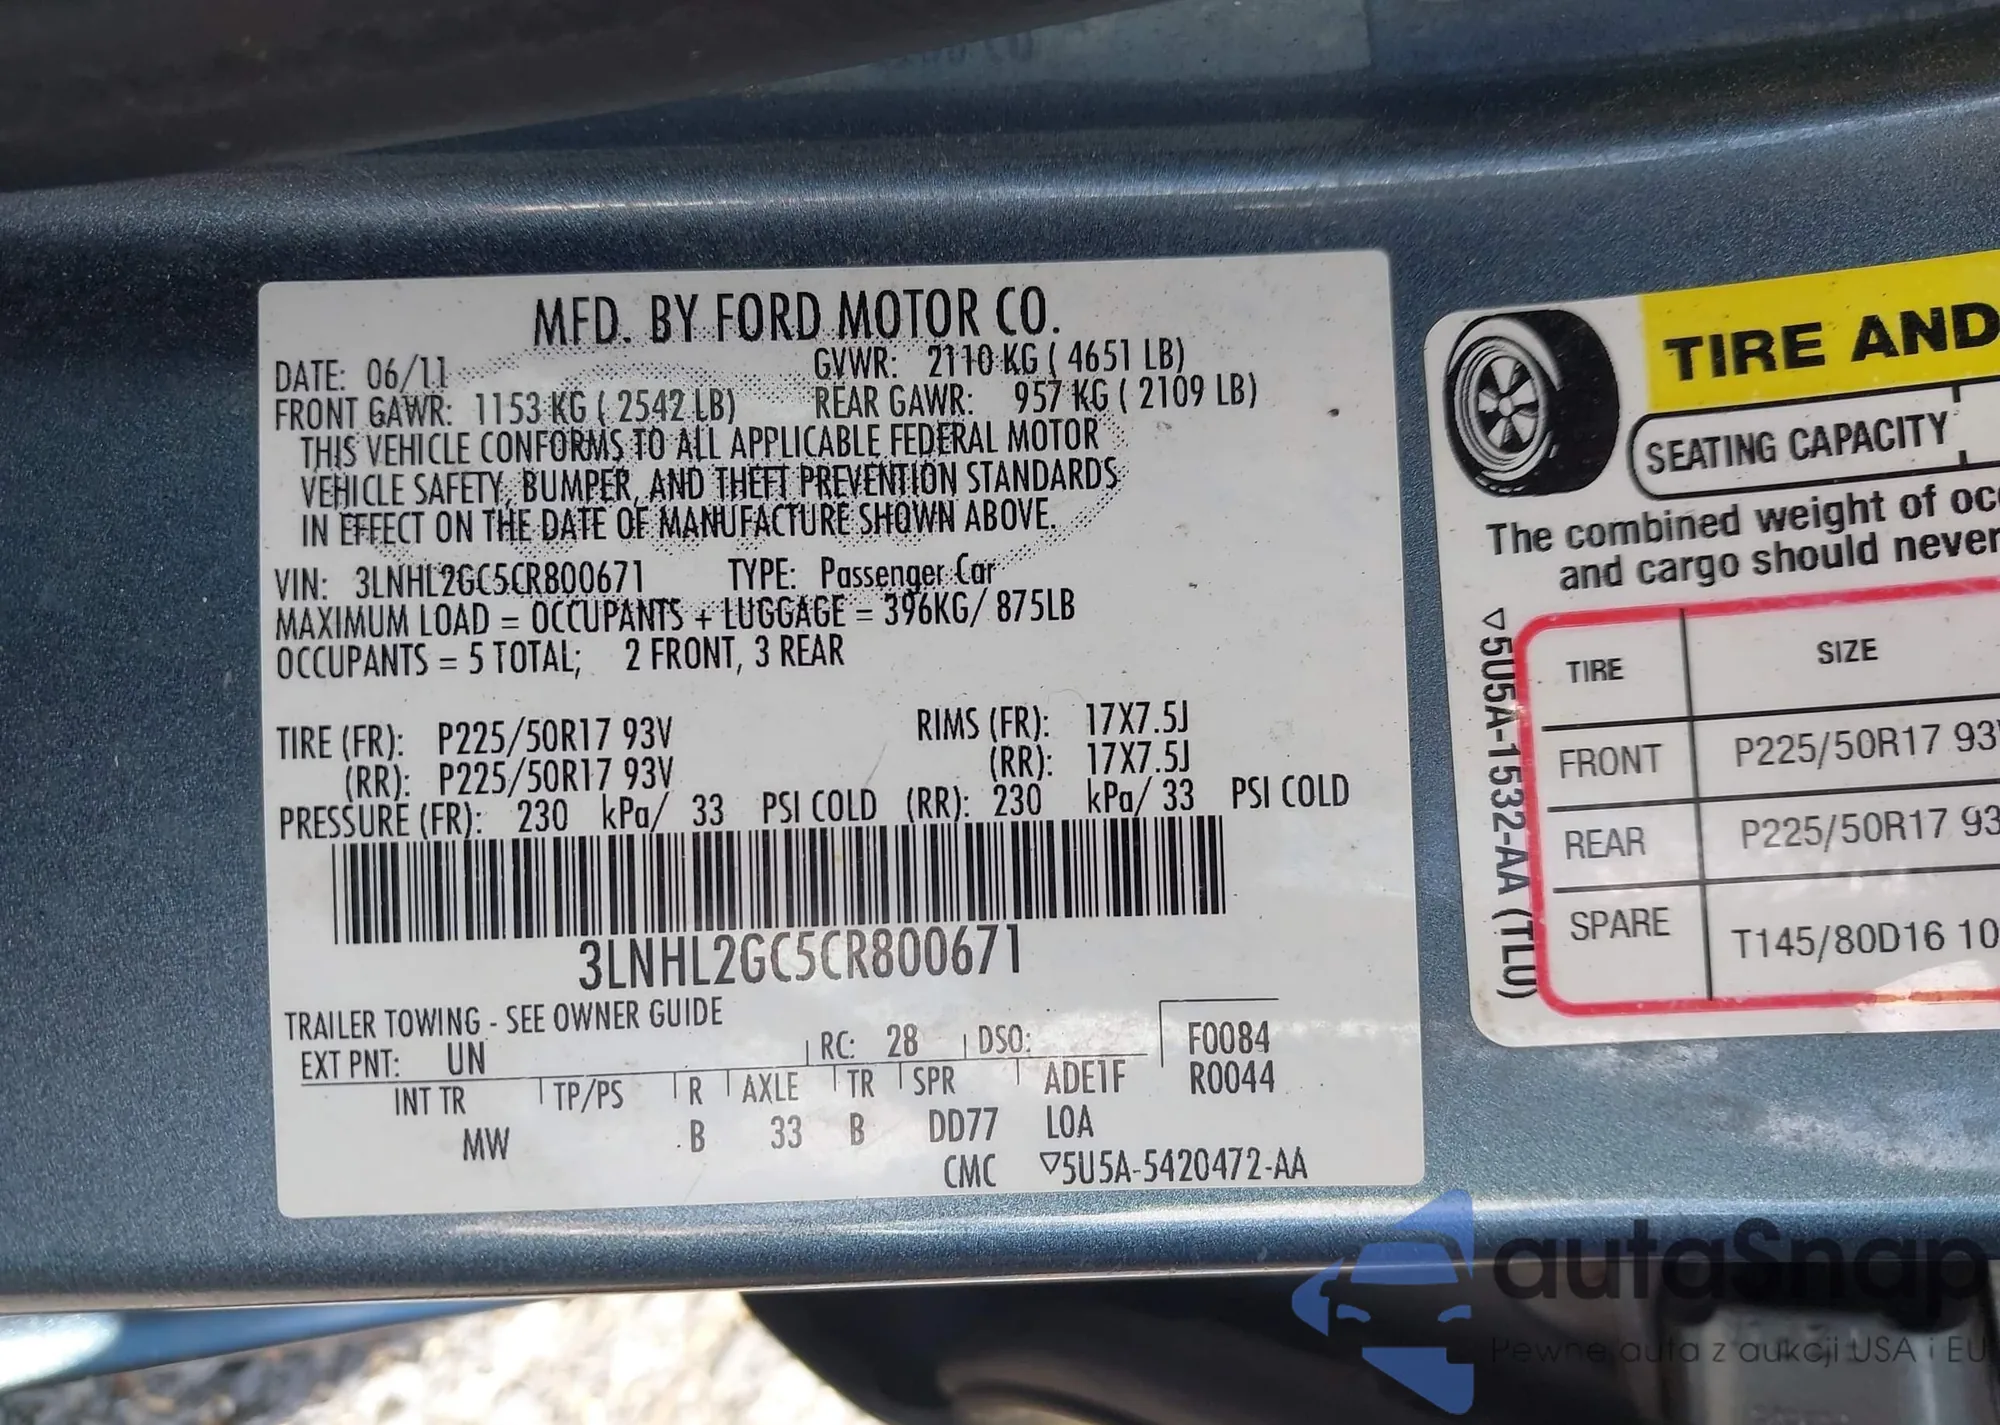 MFD. BY FORD MOTOR CO.
DATE: 06/11 GVWR: 2110 KG ( 4651 LB)
FRONT GAWR: 1153 KG ( 2542 LB) REAR GAWR: 957 KG ( 2109 LB)
THIS VEHICLE CONFORMS TO ALL APPLICABLE FEDERAL MOTOR
VEHICLE SAFETY, BUMPER, AND THEFT PREVENTION STANDARDS
IN EFFECT ON THE DATE OF MANUFACTURE SHOWN ABOVE.
VIN: 3LNHL2GC5CR800671 TYPE: Passenger Car
MAXIMUM LOAD = OCCUPANTS + LUGGAGE = 396KG/ 875LB
OCCUPANTS = 5 TOTAL; 2 FRONT, 3 REAR
TIRE (FR): P225/50R17 93V RIMS (FR): 17X7.5J
(RR): P225/50R17 93V (RR): 17X7.5J
PRESSURE (FR): 230 kPa/ 33 PSI COLD (RR): 230 kPa/ 33 PSI COLD
3LNHL2GC5CR800671
TRAILER TOWING - SEE OWNER GUIDE
EXT PNT: UN RC: 28 DSO: F0084
INT TR TP/PS R AXLE TR SPR ADE1F R0044
MW B 33 B DD77 LOA
CMC ▽5U5A-5420472-AA
TIRE AND
SEATING CAPACITY
The combined weight of occ
and cargo should never
▽5U5A-1532-AA (TLU)
TIRE SIZE
FRONT P225/50R17 93V
REAR P225/50R17 93
SPARE T145/80D16 10
autoSnap
Pewne auta z aukcji USA i EU